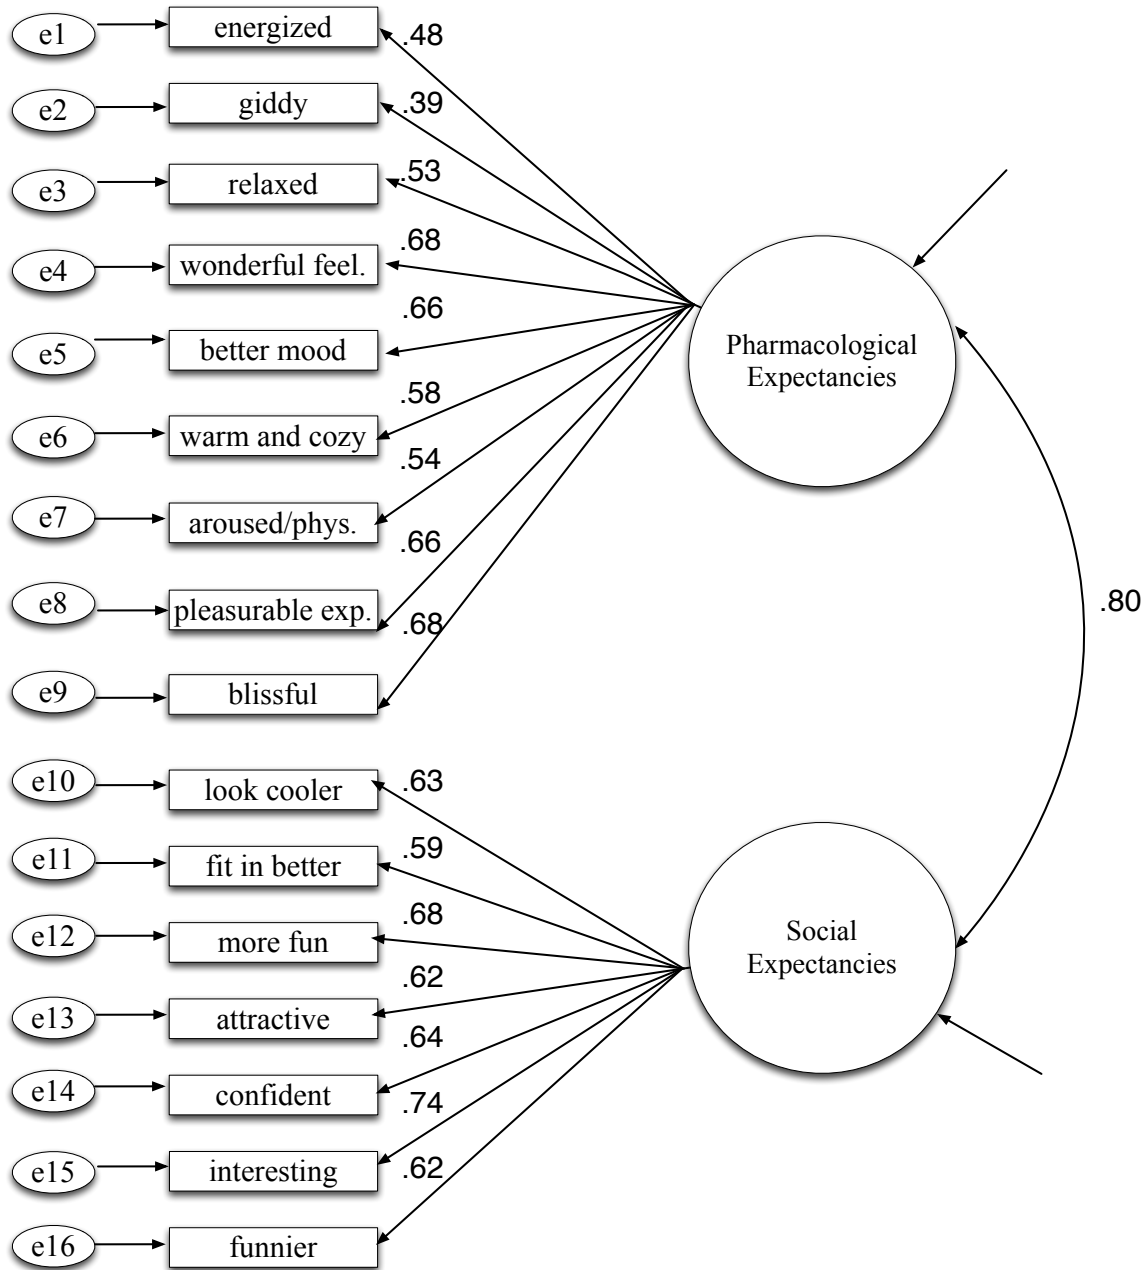 e1
energized
.48
e2
giddy
.39
e3
relaxed
.53
e4
wonderful feel.
.68
e5
better mood
.66
e6
warm and cozy
.58
e7
aroused/phys.
.54
e8
pleasurable exp.
.66
e9
blissful
.68
Pharmacological
Expectancies
.80
e10
look cooler
.63
e11
fit in better
.59
e12
more fun
.68
e13
attractive
.62
e14
confident
.64
e15
interesting
.74
e16
funnier
.62
Social
Expectancies